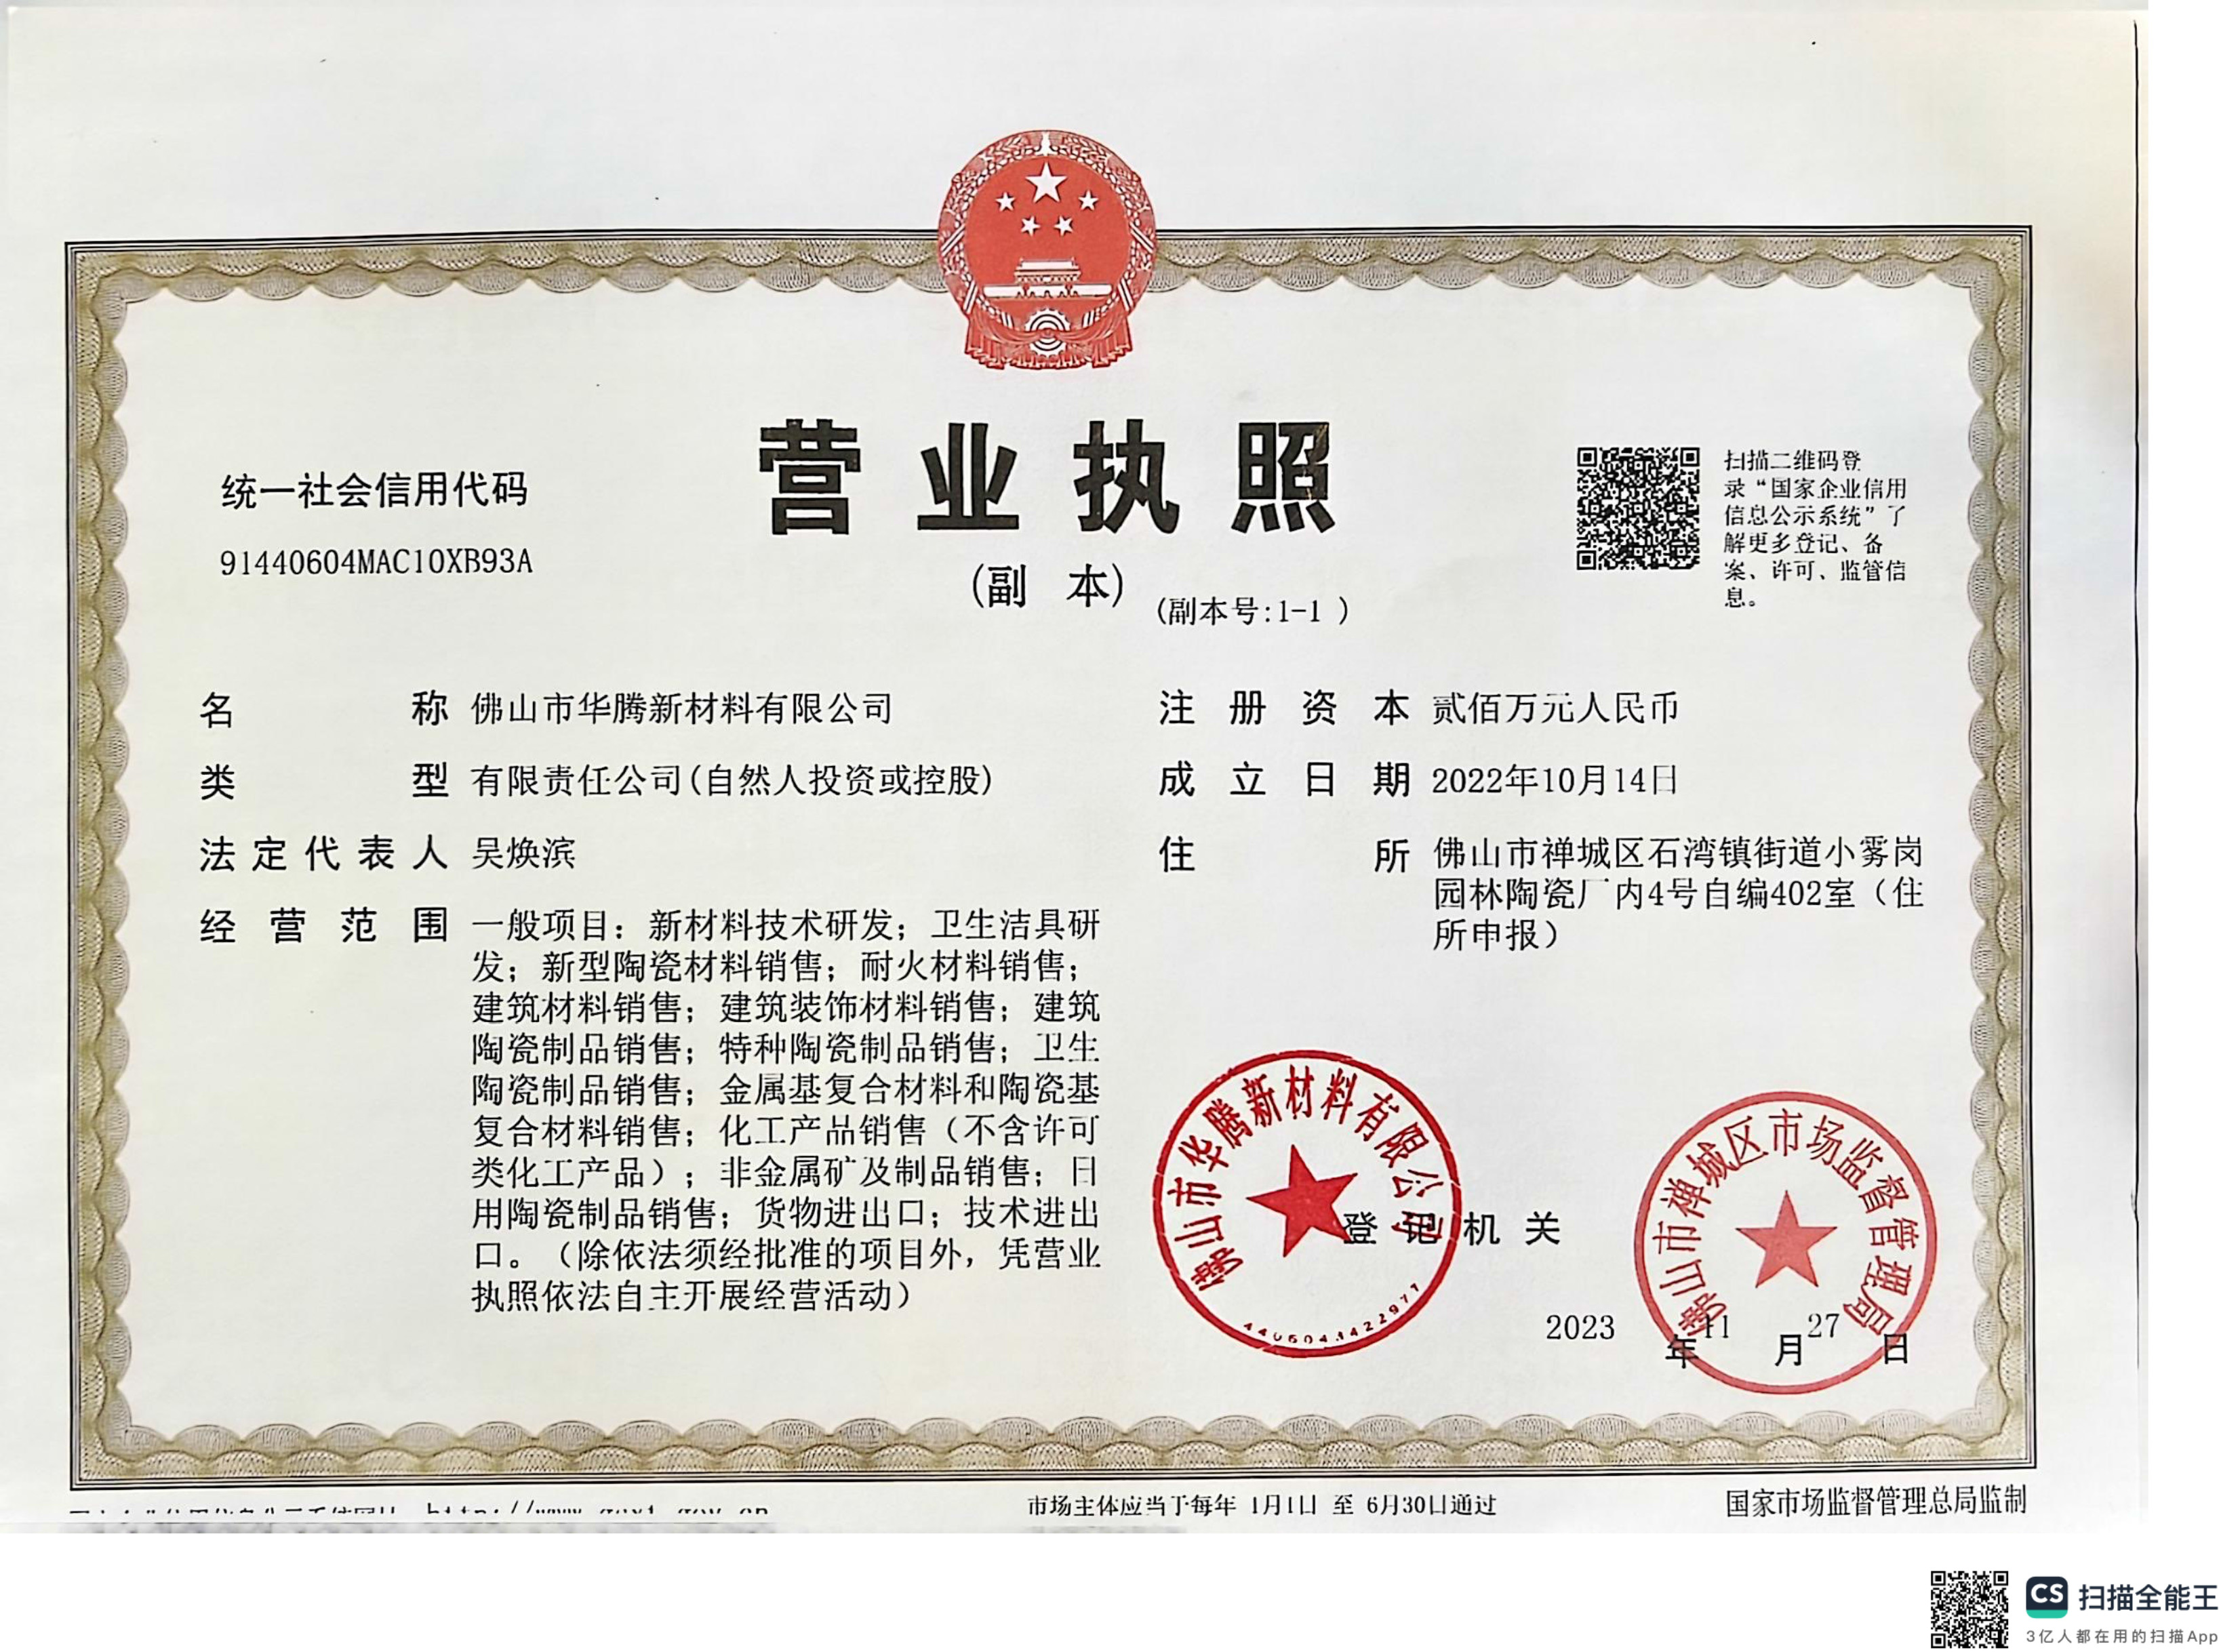 营业执照
(副 本)
(副本号:1-1 )
统一社会信用代码
91440604MAC10XB93A
扫描二维码登
录“国家企业信用
信息公示系统”了
解更多登记、备
案、许可、监管信
息。
名称 佛山市华腾新材料有限公司
类型 有限责任公司(自然人投资或控股)
法定代表人 吴焕滨
经营范围 一般项目：新材料技术研发；卫生洁具研
发；新型陶瓷材料销售；耐火材料销售；
建筑材料销售；建筑装饰材料销售；建筑
陶瓷制品销售；特种陶瓷制品销售；卫生
陶瓷制品销售；金属基复合材料和陶瓷基
复合材料销售；化工产品销售（不含许可
类化工产品）；非金属矿及制品销售；日
用陶瓷制品销售；货物进出口；技术进出
口。（除依法须经批准的项目外，凭营业
执照依法自主开展经营活动）
注册资本 贰佰万元人民币
成立日期 2022年10月14日
住所 佛山市禅城区石湾镇街道小雾岗
园林陶瓷厂内4号自编402室（住
所申报）
佛山市华腾新材料有限公司
登记机关
佛山市禅城区市场监督管理局
2023年11月27日
市场主体应当于每年 1月1日 至 6月30日通过
国家市场监督管理总局监制
CS 扫描全能王
3亿人都在用的扫描App